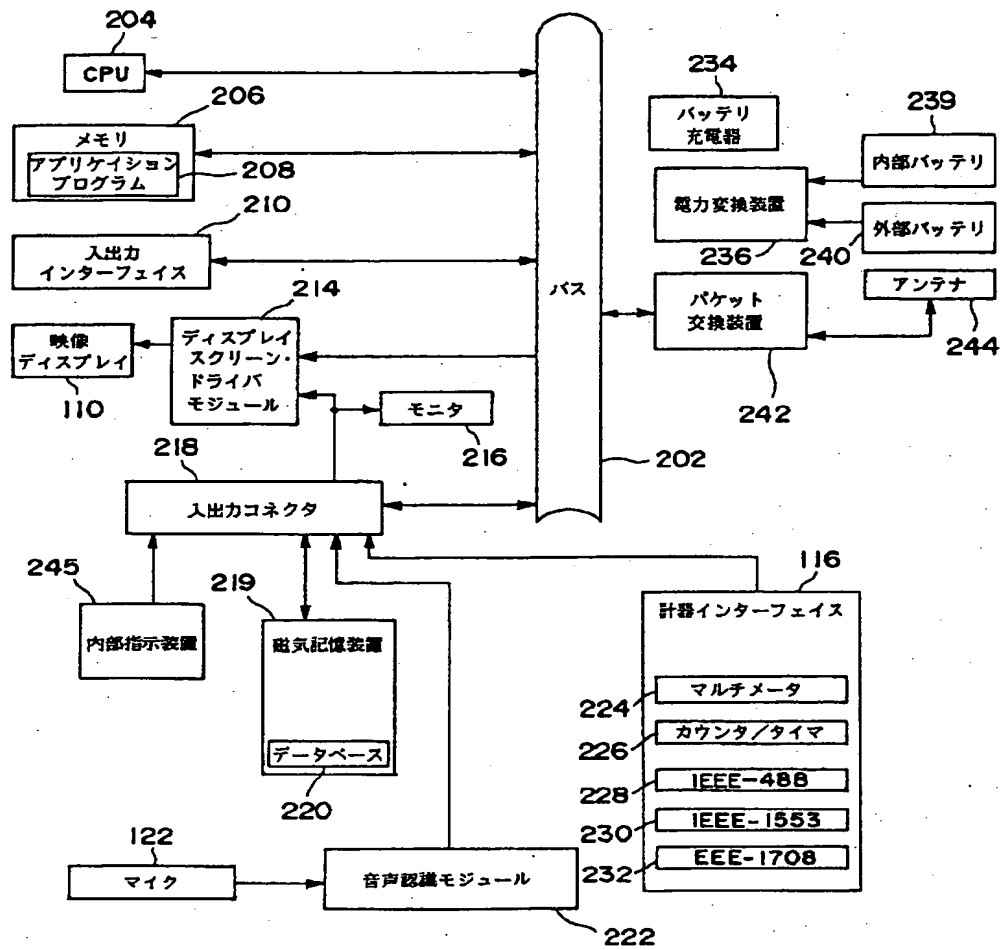 204
CPU
206
メモリ
アプリケイション
プログラム
208
210
入出力
インターフェイス
214
映像
ディスプレイ
110
ディスプレイ
スクリーン・
ドライバ
モジュール
モニタ
216
218
入出力コネクタ
バス
202
234
バッテリ
充電器
239
内部バッテリ
電力変換装置
236
240
外部バッテリ
パケット
交換装置
242
アンテナ
244
245
内部指示装置
219
磁気記憶装置
データベース
220
122
マイク
音声認識モジュール
222
116
計器インターフェイス
224
マルチメータ
226
カウンタ/タイマ
228
IEEE-488
230
IEEE-1553
232
EEE-1708